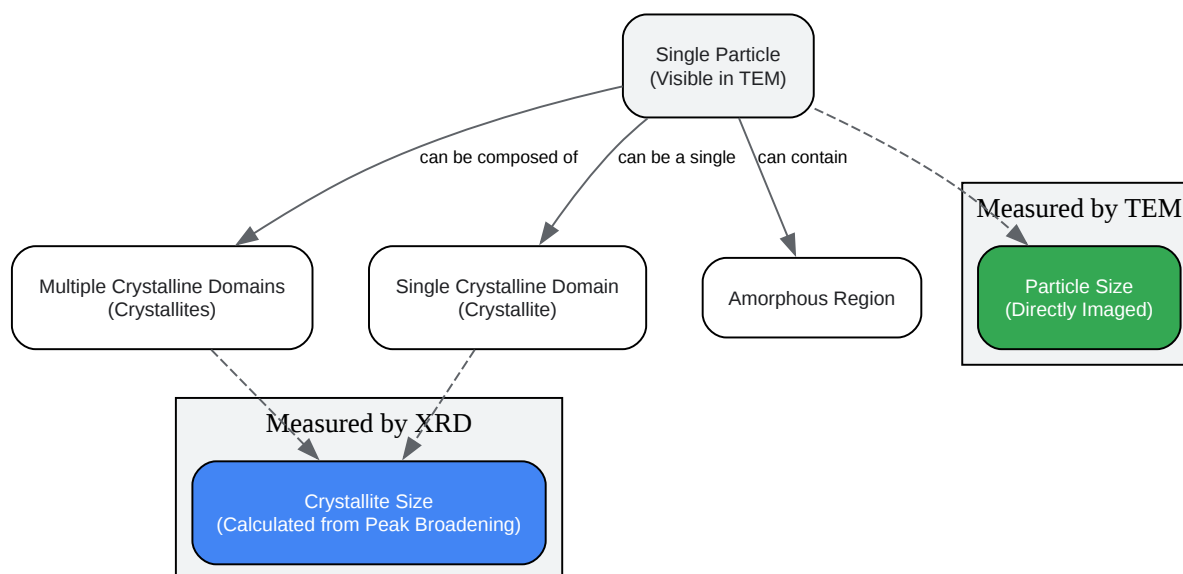 Single Particle
(Visible in TEM)
can be composed of
can be a single
can contain
Measured by TEM
Multiple Crystalline Domains
(Crystallites)
Single Crystalline Domain
(Crystallite)
Amorphous Region
Particle Size
(Directly Imaged)
Measured by XRD
Crystallite Size
(Calculated from Peak Broadening)